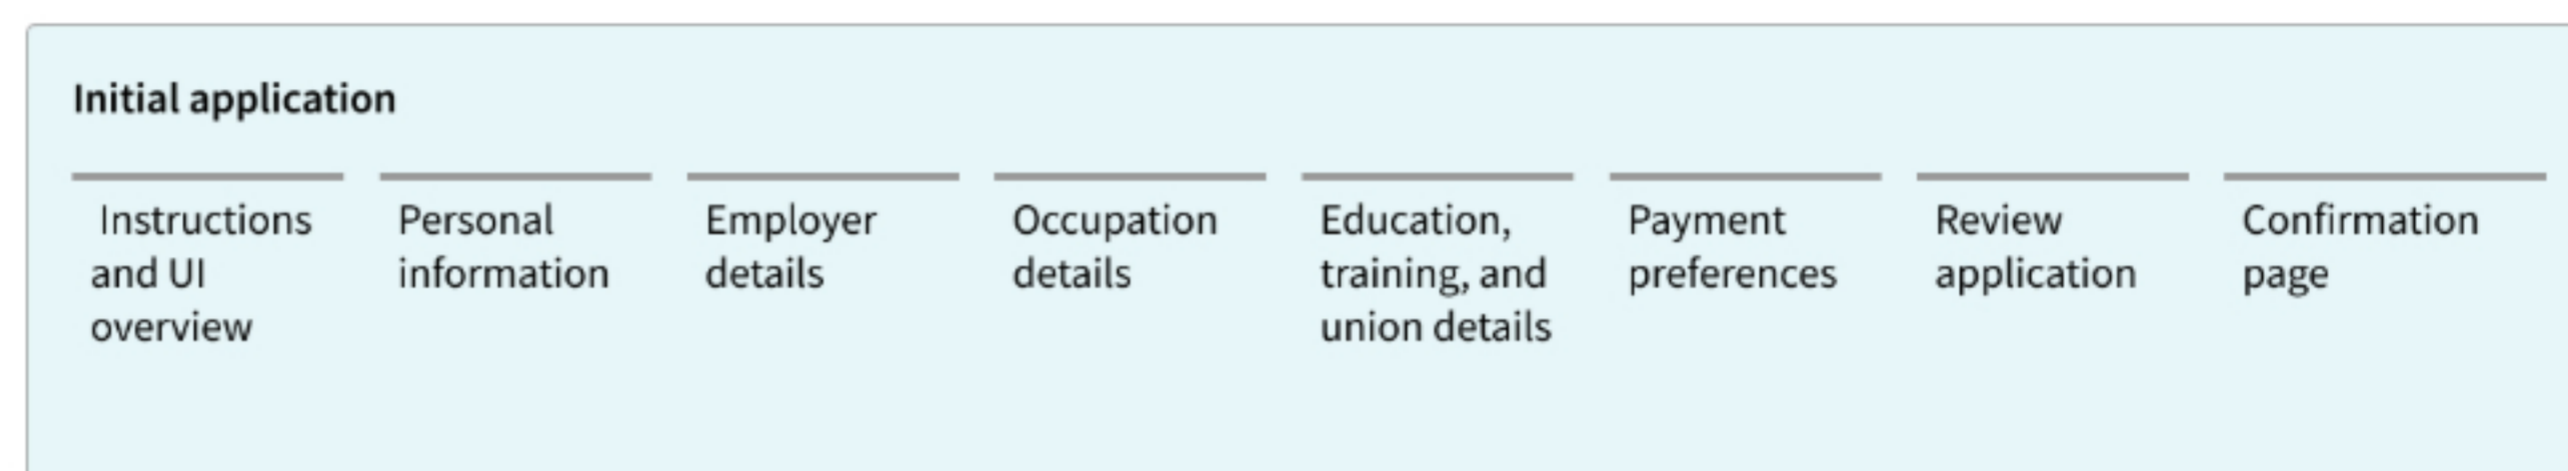 Initial application
Instructions
and UI
overview
Personal
information
Employer
details
Occupation
details
Education,
training, and
union details
Payment
preferences
Review
application
Confirmation
page